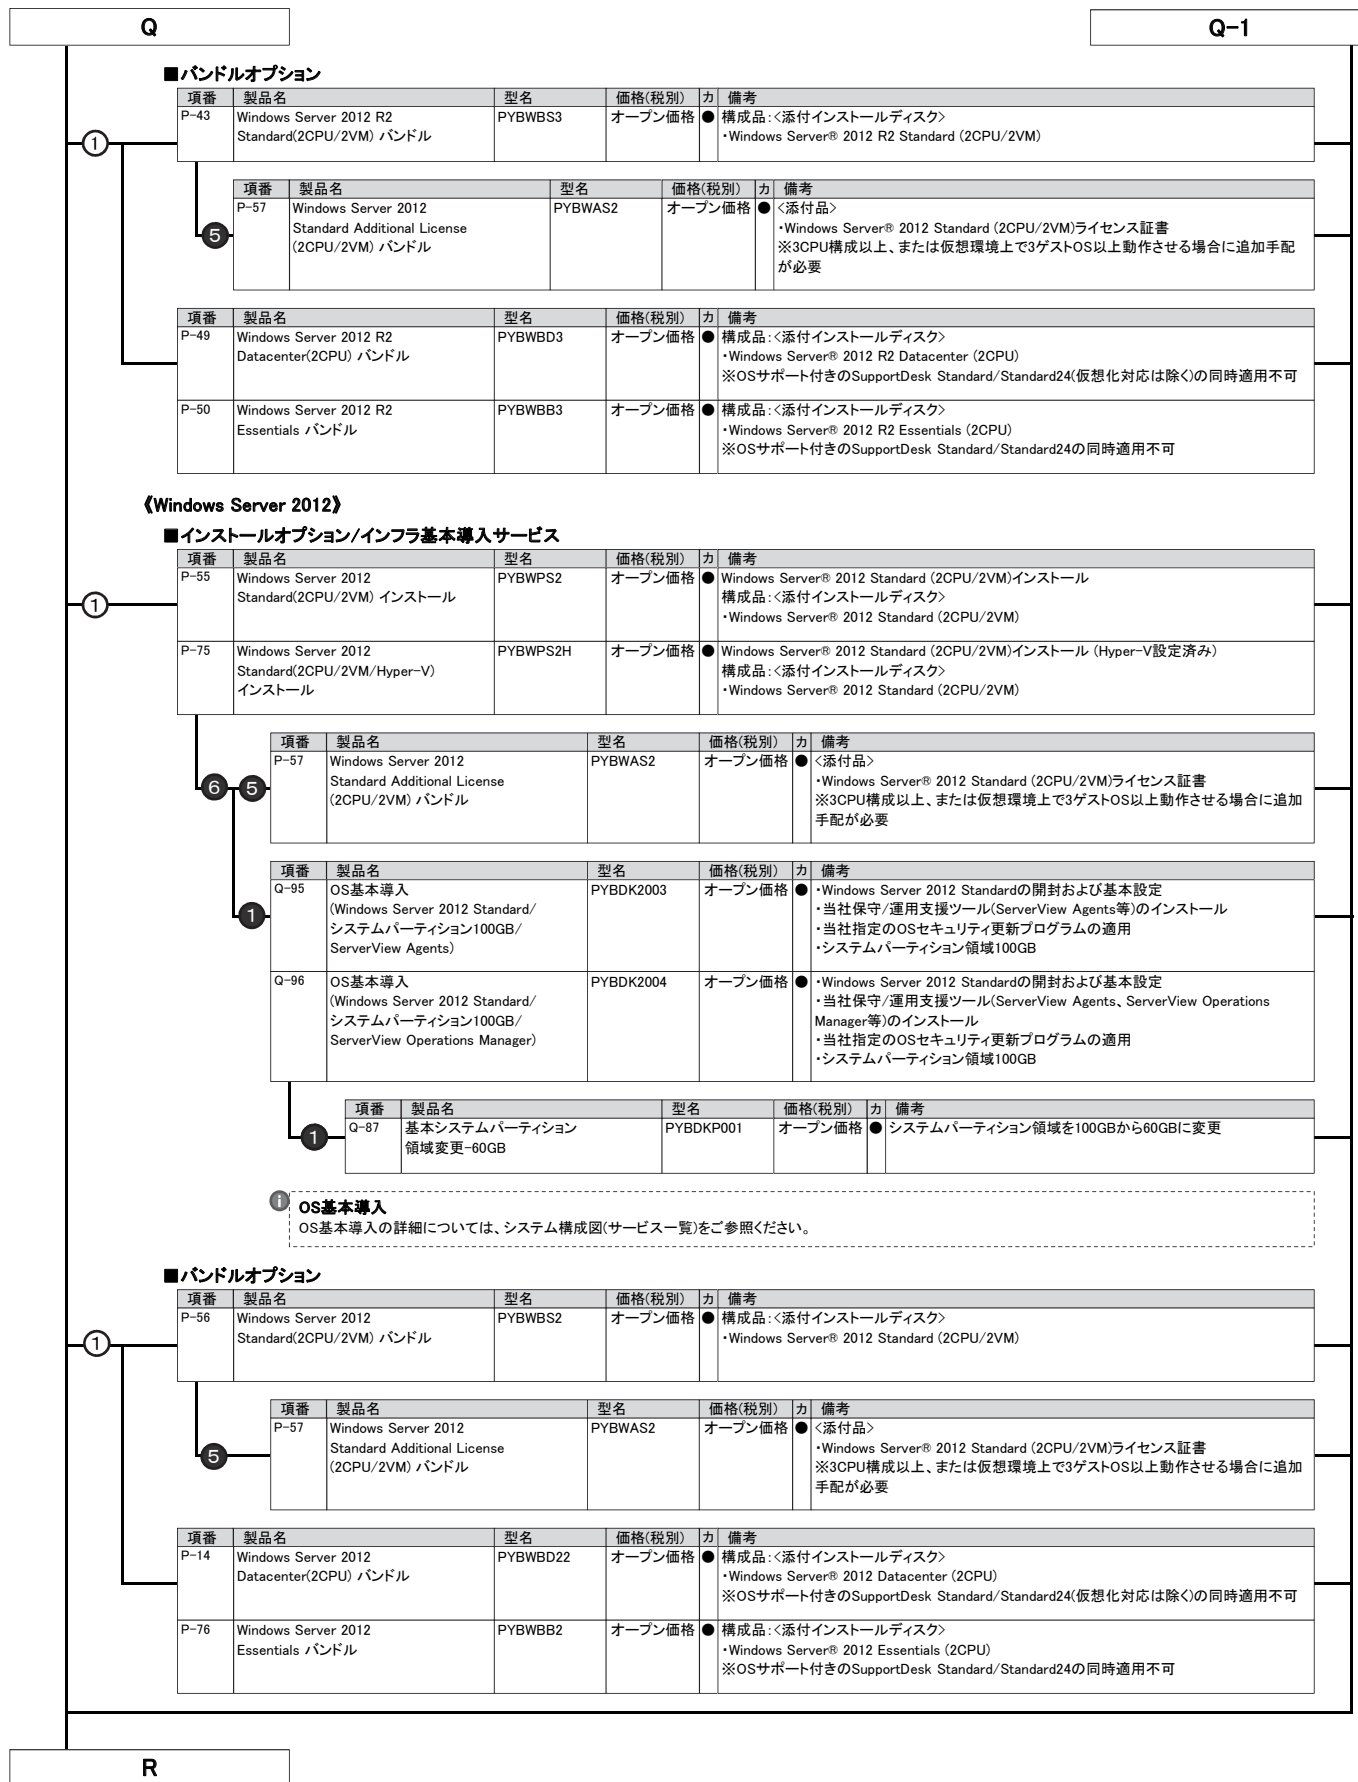 Q
Q-1
■バンドルオプション
項番 製品名 型名 価格(税別) カ 備考
P-43 Windows Server 2012 R2 PYBWBS3 オープン価格 ● 構成品:<添付インストールディスク>
Standard(2CPU/2VM) バンドル ・Windows Server® 2012 R2 Standard (2CPU/2VM)
①
項番 製品名 型名 価格(税別) カ 備考
P-57 Windows Server 2012 PYBWAS2 オープン価格 ● <添付品>
Standard Additional License ・Windows Server® 2012 Standard (2CPU/2VM)ライセンス証書
5
(2CPU/2VM) バンドル ※3CPU構成以上、または仮想環境上で3ゲストOS以上動作させる場合に追加手配
が必要
項番 製品名 型名 価格(税別) カ 備考
P-49 Windows Server 2012 R2 PYBWBD3 オープン価格 ● 構成品:<添付インストールディスク>
Datacenter(2CPU) バンドル ・Windows Server® 2012 R2 Datacenter (2CPU)
※OSサポート付きのSupportDesk Standard/Standard24(仮想化対応は除く)の同時適用不可
P-50 Windows Server 2012 R2 PYBWBB3 オープン価格 ● 構成品:<添付インストールディスク>
Essentials バンドル ・Windows Server® 2012 R2 Essentials (2CPU)
※OSサポート付きのSupportDesk Standard/Standard24の同時適用不可
《Windows Server 2012》
■インストールオプション/インフラ基本導入サービス
項番 製品名 型名 価格(税別) カ 備考
P-55 Windows Server 2012 PYBWPS2 オープン価格 ● Windows Server® 2012 Standard (2CPU/2VM)インストール
Standard(2CPU/2VM) インストール 構成品:<添付インストールディスク>
①
・Windows Server® 2012 Standard (2CPU/2VM)
P-75 Windows Server 2012 PYBWPS2H オープン価格 ● Windows Server® 2012 Standard (2CPU/2VM)インストール (Hyper-V設定済み)
Standard(2CPU/2VM/Hyper-V) 構成品:<添付インストールディスク>
インストール ・Windows Server® 2012 Standard (2CPU/2VM)
項番 製品名 型名 価格(税別) カ 備考
P-57 Windows Server 2012 PYBWAS2 オープン価格 ● <添付品>
Standard Additional License ・Windows Server® 2012 Standard (2CPU/2VM)ライセンス証書
6 5
(2CPU/2VM) バンドル ※3CPU構成以上、または仮想環境上で3ゲストOS以上動作させる場合に追加
手配が必要
項番 製品名 型名 価格(税別) カ 備考
Q-95 OS基本導入 PYBDK2003 オープン価格 ● ・Windows Server 2012 Standardの開封および基本設定
(Windows Server 2012 Standard/ ・当社保守/運用支援ツール(ServerView Agents等)のインストール
1
システムパーティション100GB/ ・当社指定のOSセキュリティ更新プログラムの適用
ServerView Agents) ・システムパーティション領域100GB
Q-96 OS基本導入 PYBDK2004 オープン価格 ● ・Windows Server 2012 Standardの開封および基本設定
(Windows Server 2012 Standard/ ・当社保守/運用支援ツール(ServerView Agents、ServerView Operations
システムパーティション100GB/ Manager等)のインストール
ServerView Operations Manager) ・当社指定のOSセキュリティ更新プログラムの適用
・システムパーティション領域100GB
項番 製品名 型名 価格(税別) カ 備考
Q-87 基本システムパーティション PYBDKP001 オープン価格 ● システムパーティション領域を100GBから60GBに変更
1
領域変更-60GB
i
OS基本導入
OS基本導入の詳細については、システム構成図(サービス一覧)をご参照ください。
■バンドルオプション
項番 製品名 型名 価格(税別) カ 備考
P-56 Windows Server 2012 PYBWBS2 オープン価格 ● 構成品:<添付インストールディスク>
Standard(2CPU/2VM) バンドル ・Windows Server® 2012 Standard (2CPU/2VM)
①
項番 製品名 型名 価格(税別) カ 備考
P-57 Windows Server 2012 PYBWAS2 オープン価格 ● <添付品>
Standard Additional License ・Windows Server® 2012 Standard (2CPU/2VM)ライセンス証書
5
(2CPU/2VM) バンドル ※3CPU構成以上、または仮想環境上で3ゲストOS以上動作させる場合に追加
手配が必要
項番 製品名 型名 価格(税別) カ 備考
P-14 Windows Server 2012 PYBWBD22 オープン価格 ● 構成品:<添付インストールディスク>
Datacenter(2CPU) バンドル ・Windows Server® 2012 Datacenter (2CPU)
※OSサポート付きのSupportDesk Standard/Standard24(仮想化対応は除く)の同時適用不可
P-76 Windows Server 2012 PYBWBB2 オープン価格 ● 構成品:<添付インストールディスク>
Essentials バンドル ・Windows Server® 2012 Essentials (2CPU)
※OSサポート付きのSupportDesk Standard/Standard24の同時適用不可
R